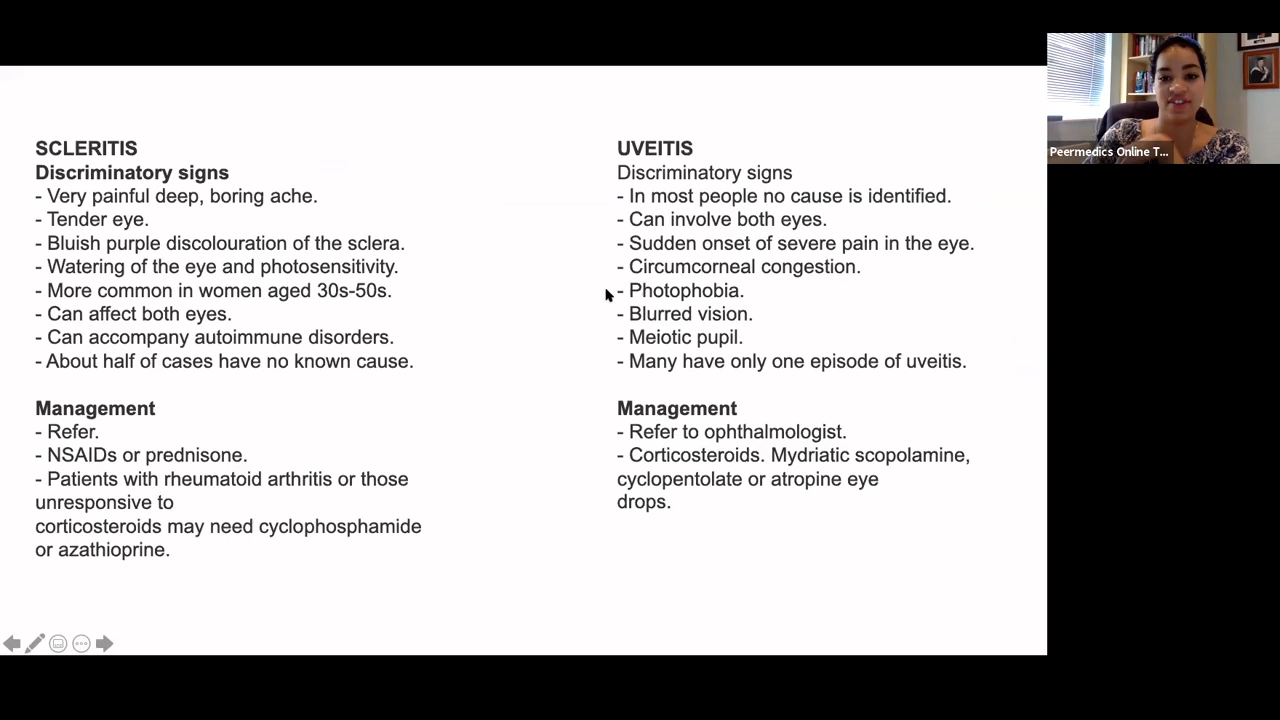 SCLERITIS
Discriminatory signs
- Very painful deep, boring ache.
- Tender eye.
- Bluish purple discolouration of the sclera.
- Watering of the eye and photosensitivity.
- More common in women aged 30s-50s.
- Can affect both eyes.
- Can accompany autoimmune disorders.
- About half of cases have no known cause.
Management
- Refer.
- NSAIDs or prednisone.
- Patients with rheumatoid arthritis or those
unresponsive to
corticosteroids may need cyclophosphamide
or azathioprine.
UVEITIS
Discriminatory signs
- In most people no cause is identified.
- Can involve both eyes.
- Sudden onset of severe pain in the eye.
- Circumcorneal congestion.
- Photophobia.
- Blurred vision.
- Meiotic pupil.
- Many have only one episode of uveitis.
Management
- Refer to ophthalmologist.
- Corticosteroids. Mydriatic scopolamine,
cyclopentolate or atropine eye
drops.
Peermedics Online T...